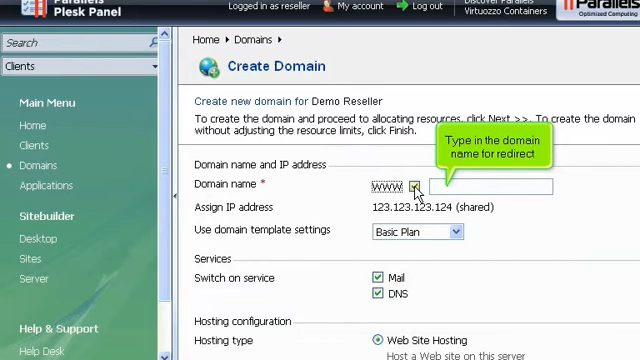 Parallels
Plesk Panel
Logged in as reseller
My account
Log out
Discover Parallels
Virtuozzo Containers
Parallels
Optimized Computing
Search
Clients
Main Menu
Home
Clients
Domains
Applications
Sitebuilder
Desktop
Sites
Server
Help & Support
Help Desk
Home > Domains >
Create Domain
Create new domain for Demo Reseller
To create the domain and proceed to allocating resources, click Next >>. To create the domain
without adjusting the resource limits, click Finish.
Type in the domain
name for redirect
Domain name and IP address
Domain name * WWW
Assign IP address 123.123.123.124 (shared)
Use domain template settings Basic Plan
Services
Switch on service Mail
DNS
Hosting configuration
Hosting type Web Site Hosting
Host a Web site on this